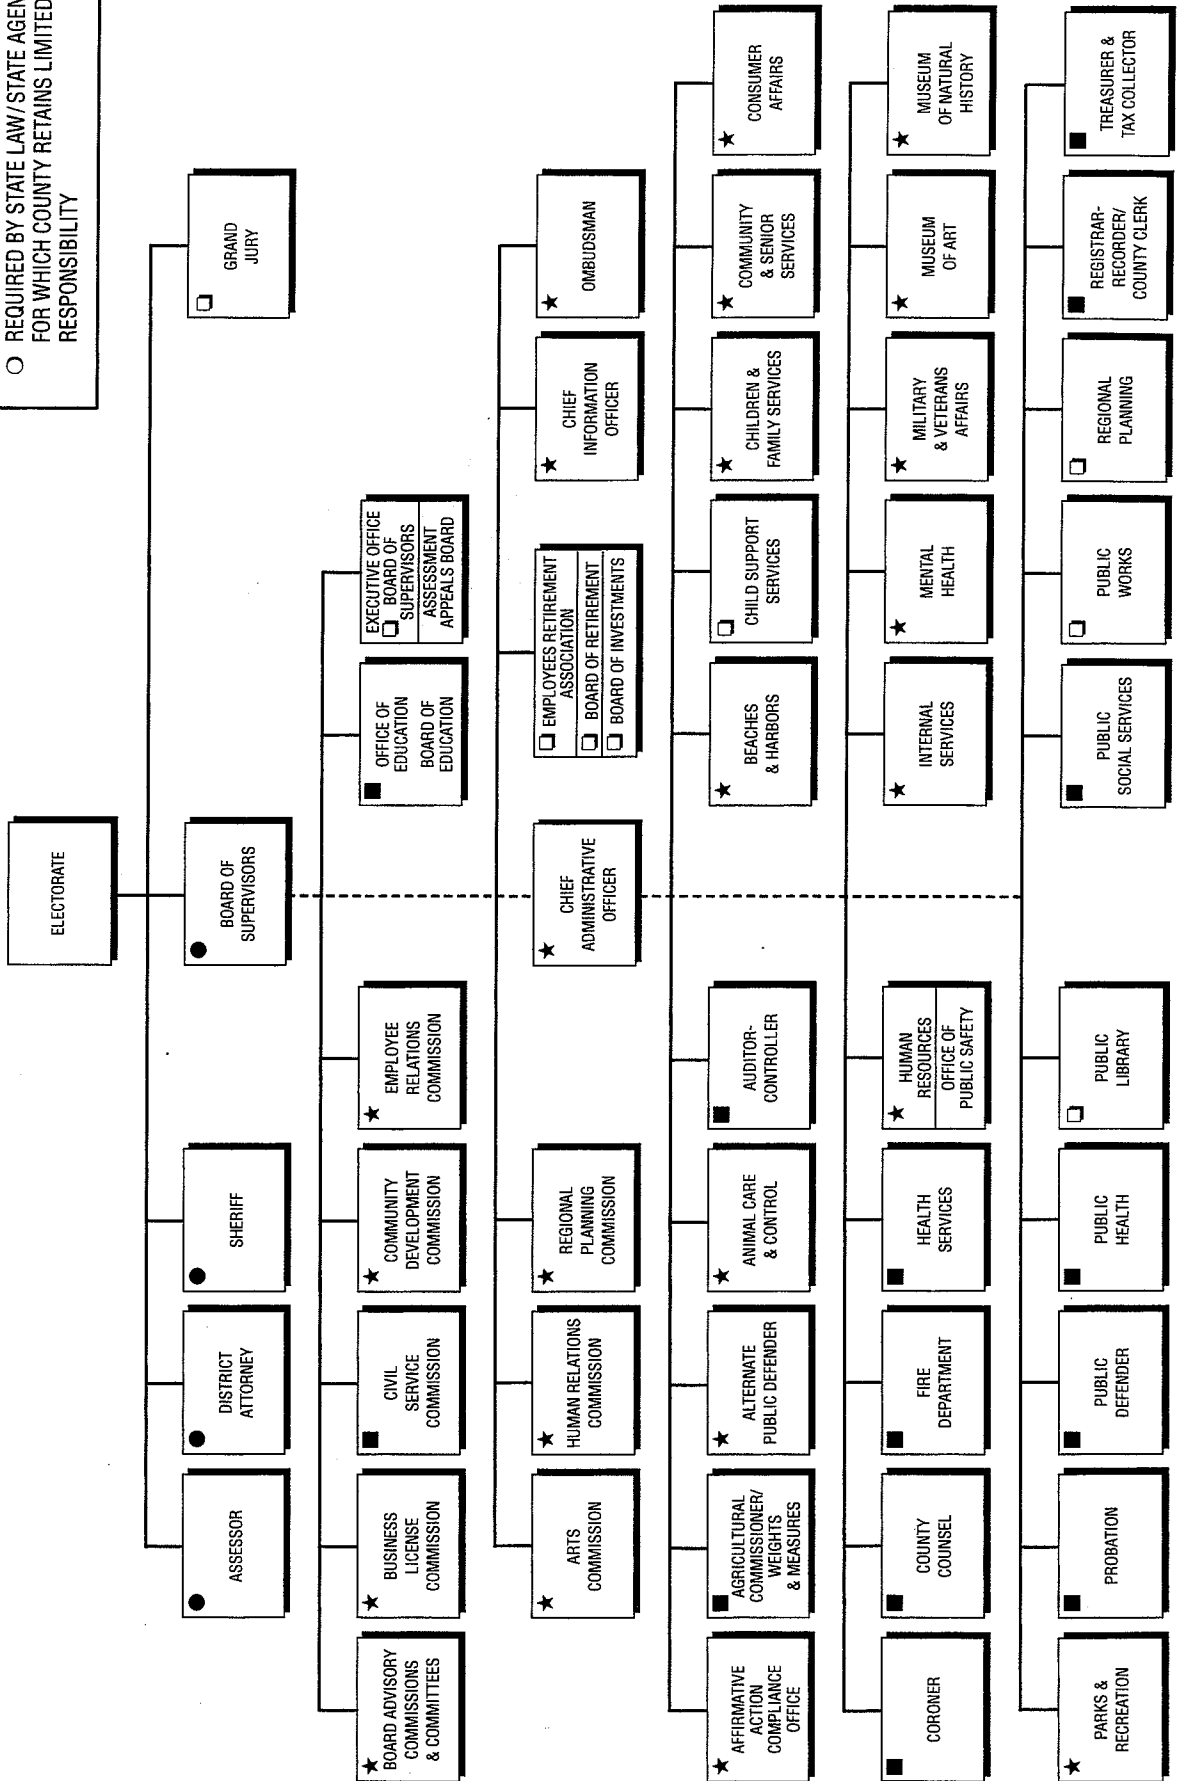 ○ REQUIRED BY STATE LAW/STATE AGEN
FOR WHICH COUNTY RETAINS LIMITED
RESPONSIBILITY
ELECTORATE
ASSESSOR
DISTRICT
ATTORNEY
SHERIFF
BOARD OF
SUPERVISORS
GRAND
JURY
BOARD ADVISORY
COMMISSIONS
& COMMITTEES
BUSINESS
LICENSE
COMMISSION
CIVIL
SERVICE
COMMISSION
COMMUNITY
DEVELOPMENT
COMMISSION
EMPLOYEE
RELATIONS
COMMISSION
OFFICE OF
EDUCATION
BOARD OF
EDUCATION
EXECUTIVE OFFICE
BOARD OF
SUPERVISORS
ASSESSMENT
APPEALS BOARD
ARTS
COMMISSION
HUMAN RELATIONS
COMMISSION
REGIONAL
PLANNING
COMMISSION
CHIEF
ADMINISTRATIVE
OFFICER
EMPLOYEES RETIREMENT
ASSOCIATION
BOARD OF RETIREMENT
BOARD OF INVESTMENTS
CHIEF
INFORMATION
OFFICER
OMBUDSMAN
AFFIRMATIVE
ACTION
COMPLIANCE
OFFICE
AGRICULTURAL
COMMISSIONER/
WEIGHTS
& MEASURES
ALTERNATE
PUBLIC DEFENDER
ANIMAL CARE
& CONTROL
AUDITOR-
CONTROLLER
BEACHES
& HARBORS
CHILD SUPPORT
SERVICES
CHILDREN &
FAMILY SERVICES
COMMUNITY
& SENIOR
SERVICES
CONSUMER
AFFAIRS
CORONER
COUNTY
COUNSEL
FIRE
DEPARTMENT
HEALTH
SERVICES
HUMAN
RESOURCES
OFFICE OF
PUBLIC SAFETY
INTERNAL
SERVICES
MENTAL
HEALTH
MILITARY
& VETERANS
AFFAIRS
MUSEUM
OF ART
MUSEUM
OF NATURAL
HISTORY
PARKS &
RECREATION
PROBATION
PUBLIC
DEFENDER
PUBLIC
HEALTH
PUBLIC
LIBRARY
PUBLIC
SOCIAL SERVICES
PUBLIC
WORKS
REGIONAL
PLANNING
REGISTRAR-
RECORDER/
COUNTY CLERK
TREASURER &
TAX COLLECTOR